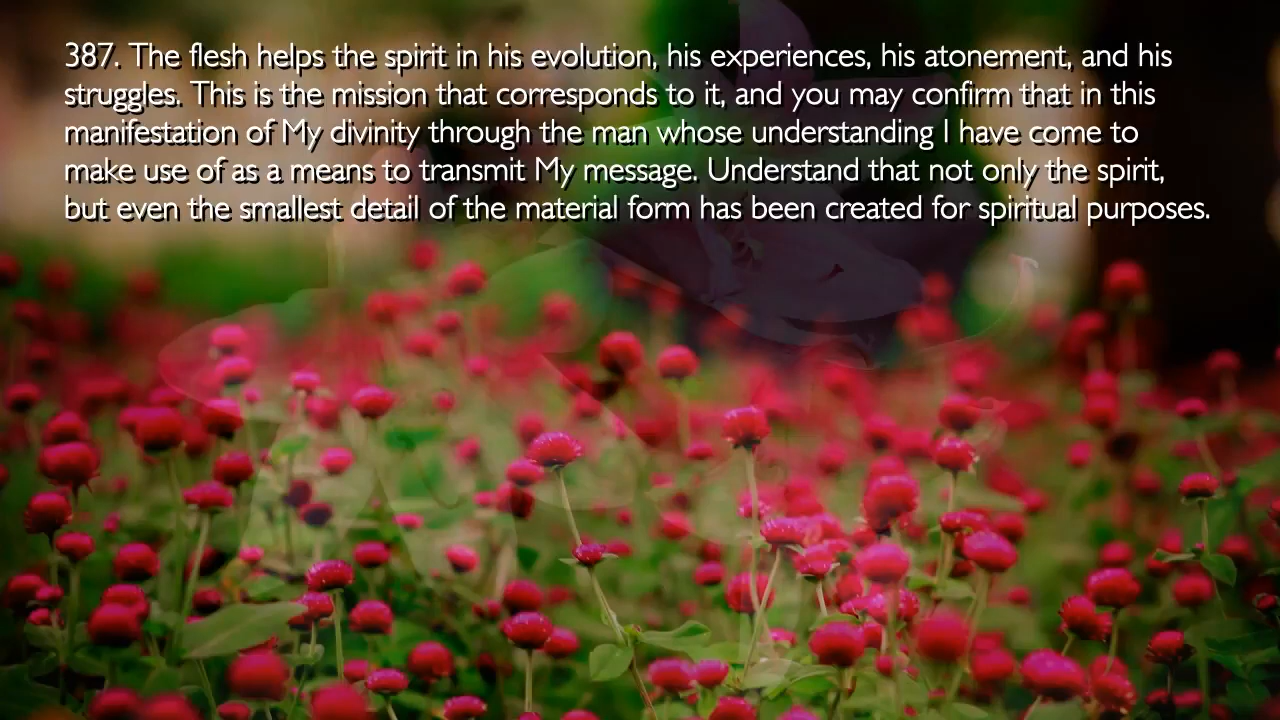 387. The flesh helps the spirit in his evolution, his experiences, his atonement, and his
struggles. This is the mission that corresponds to it, and you may confirm that in this
manifestation of My divinity through the man whose understanding I have come to
make use of as a means to transmit My message. Understand that not only the spirit,
but even the smallest detail of the material form has been created for spiritual purposes.